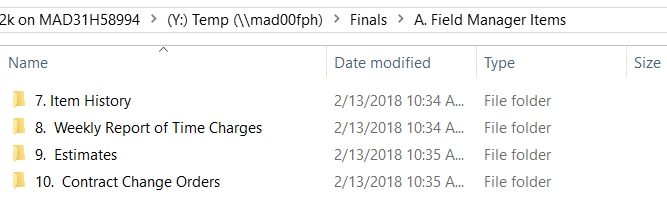 2k on MAD31H58994 > (Y:) Temp (\\mad00fph) > Finals > A. Field Manager Items
Name Date modified Type Size
7. Item History 2/13/2018 10:34 A... File folder
8. Weekly Report of Time Charges 2/13/2018 10:34 A... File folder
9. Estimates 2/13/2018 10:35 A... File folder
10. Contract Change Orders 2/13/2018 10:35 A... File folder